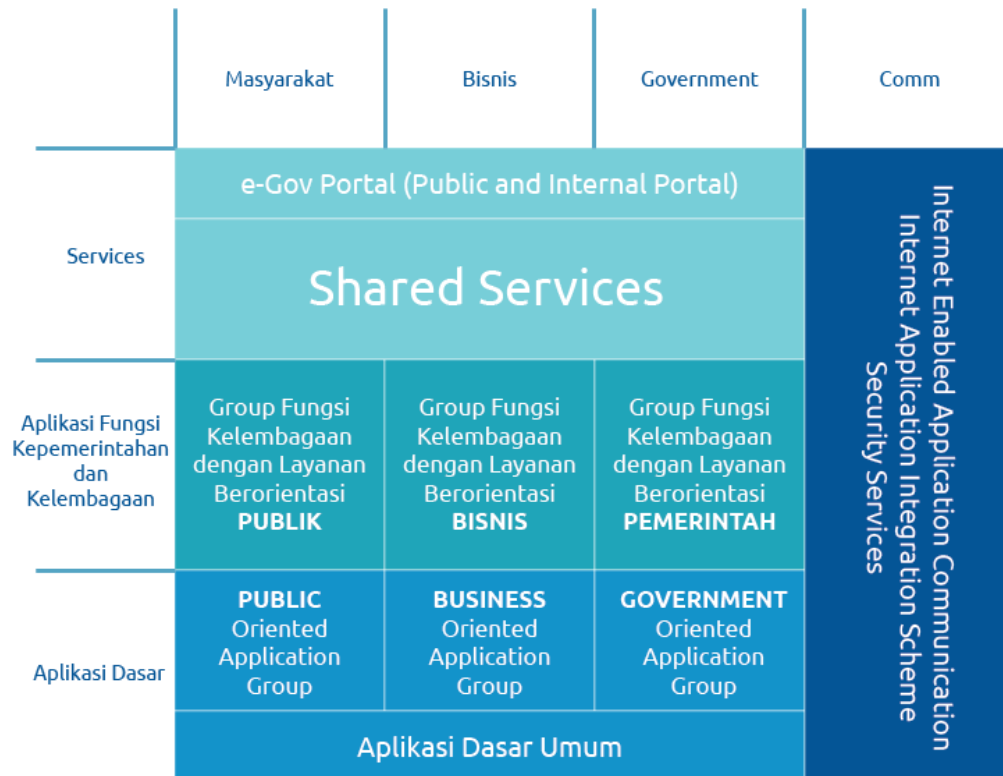 Masyarakat
Bisnis
Government
Comm
Services
e-Gov Portal (Public and Internal Portal)
Shared Services
Aplikasi Fungsi
Kepemerintahan
dan
Kelembagaan
Group Fungsi
Kelembagaan
dengan Layanan
Berorientasi
PUBLIK
Group Fungsi
Kelembagaan
dengan Layanan
Berorientasi
BISNIS
Group Fungsi
Kelembagaan
dengan Layanan
Berorientasi
PEMERINTAH
Aplikasi Dasar
PUBLIC
Oriented
Application
Group
BUSINESS
Oriented
Application
Group
GOVERNMENT
Oriented
Application
Group
Aplikasi Dasar Umum
Internet Enabled Application Communication
Internet Application Integration Scheme
Security Services